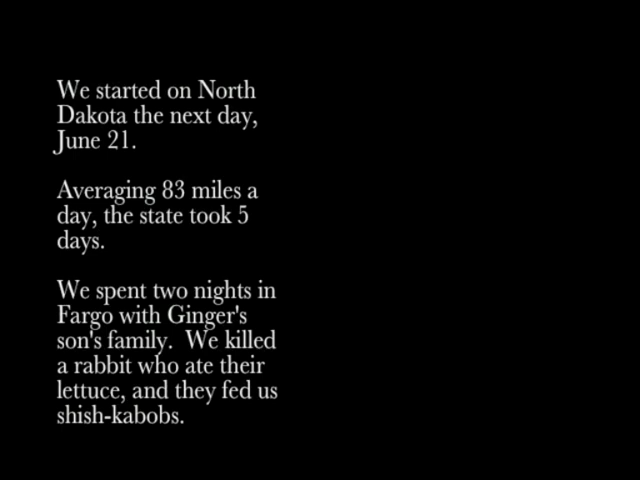 We started on North
Dakota the next day,
June 21.
Averaging 83 miles a
day, the state took 5
days.
We spent two nights in
Fargo with Ginger's
son's family.  We killed
a rabbit who ate their
lettuce, and they fed us
shish-kabobs.